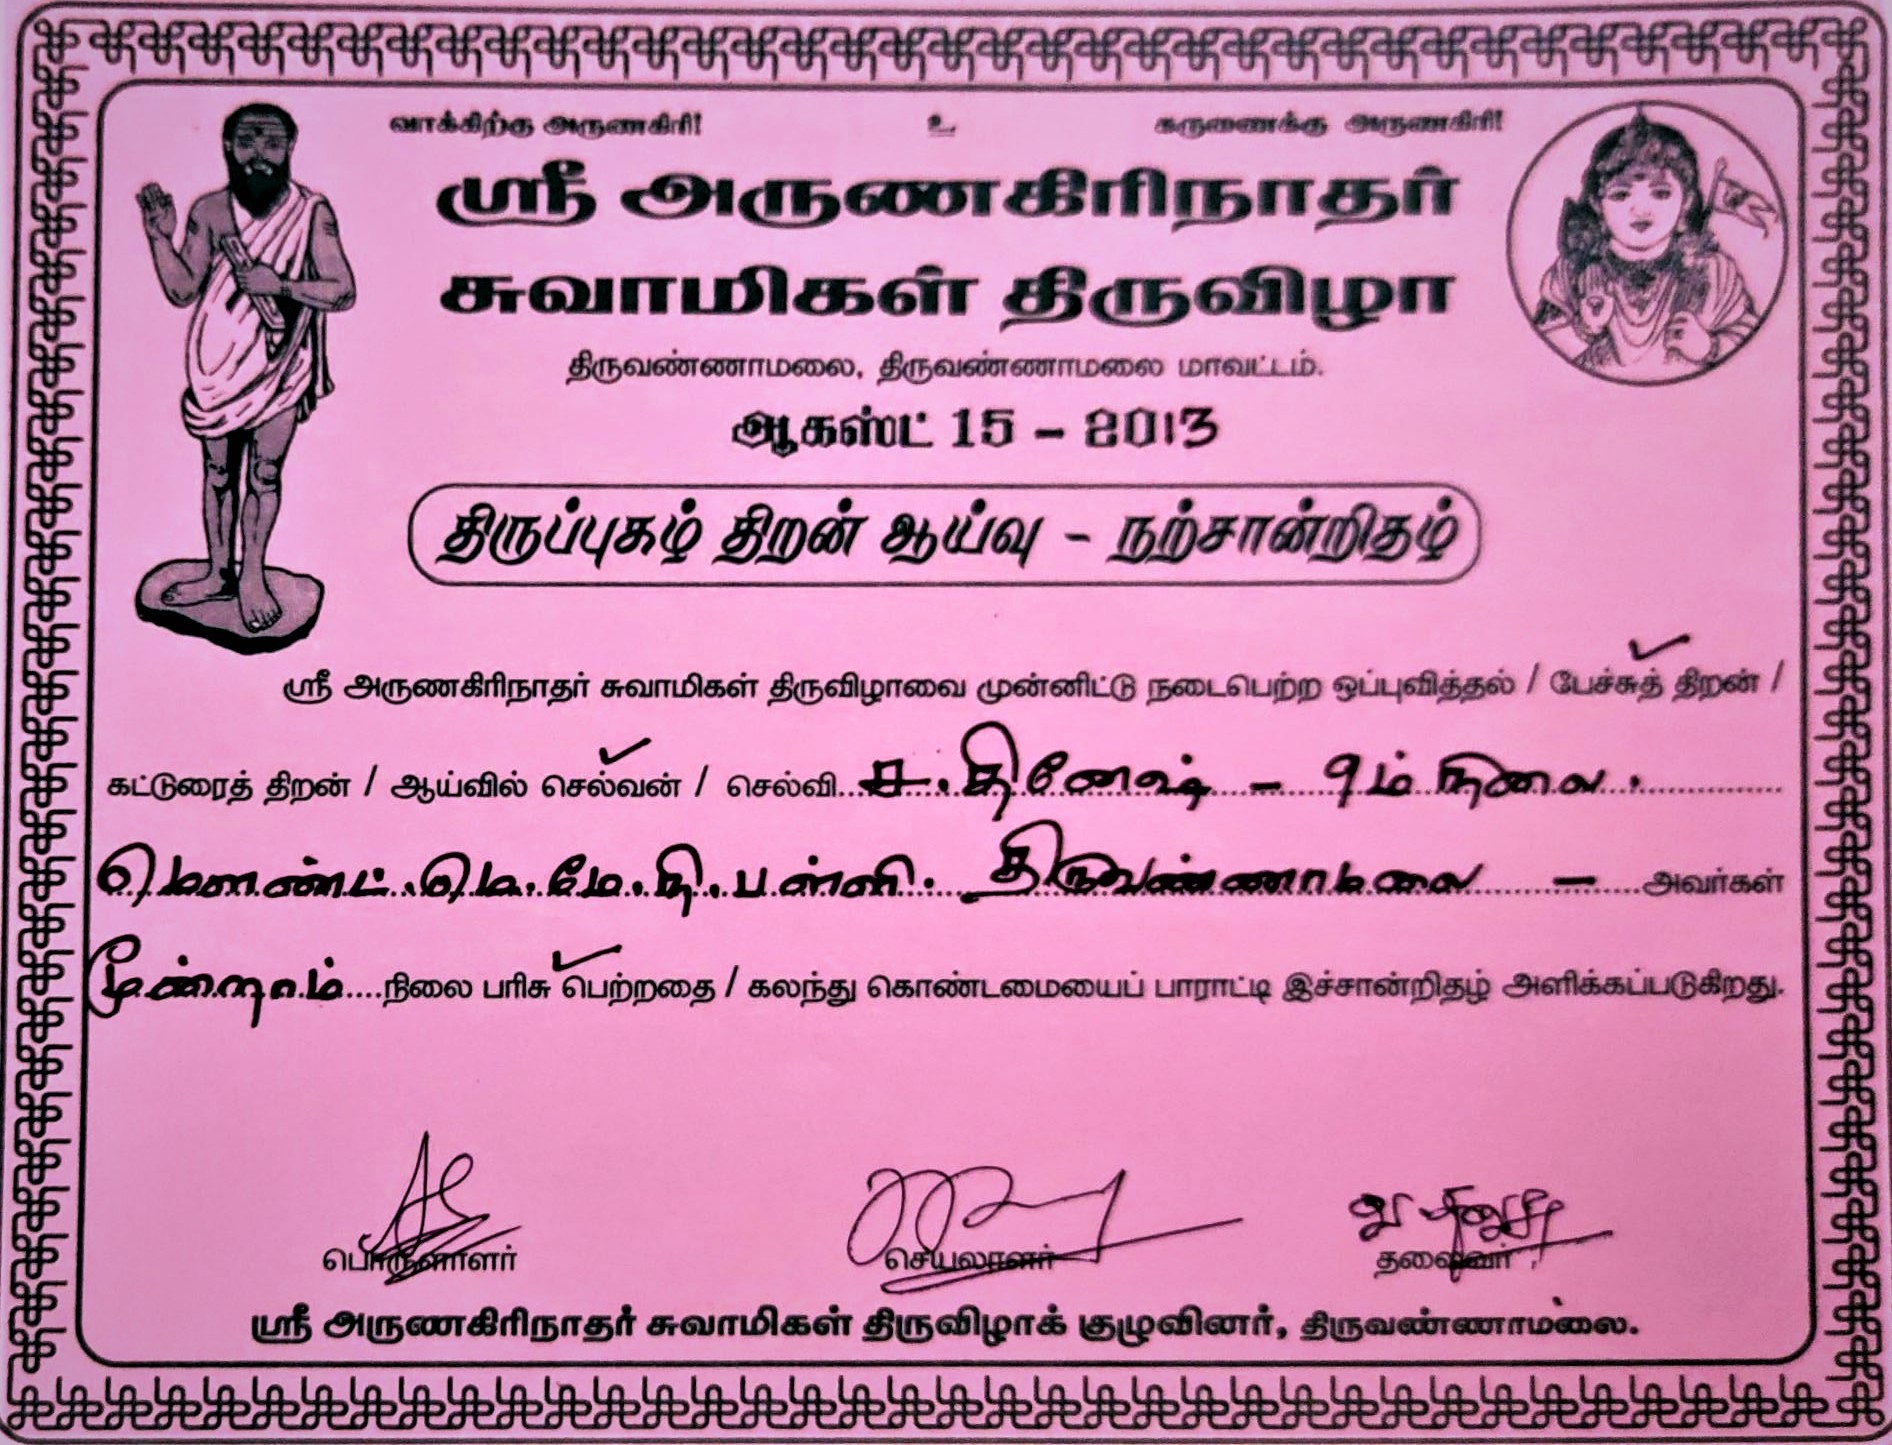 வாக்கிற்கு அருணகிரி! உ கருணைக்கு அருணகிரி!
ஸ்ரீ அருணகிரிநாதர்
சுவாமிகள் திருவிழா
திருவண்ணாமலை, திருவண்ணாமலை மாவட்டம்.
ஆகஸ்ட் 15 - 2013
திருப்புகழ் திறன் ஆய்வு - நற்சான்றிதழ்
ஸ்ரீ அருணகிரிநாதர் சுவாமிகள் திருவிழாவை முன்னிட்டு நடைபெற்ற ஒப்புவித்தல் / பேச்சுத் திறன் /
கட்டுரைத் திறன் / ஆய்வில் செல்வன் / செல்வி ச. தினேஷ் - 9ம் நிலை.
மௌண்ட். மெ. மே. நி. பள்ளி. திருவண்ணாமலை - அவர்கள்
மூன்றாம் நிலை பரிசு பெற்றதை / கலந்து கொண்டமையைப் பாராட்டி இச்சான்றிதழ் அளிக்கப்படுகிறது.
பொருளாளர் செயலாளர் தலைவர்
ஸ்ரீ அருணகிரிநாதர் சுவாமிகள் திருவிழாக் குழுவினர், திருவண்ணாமலை.